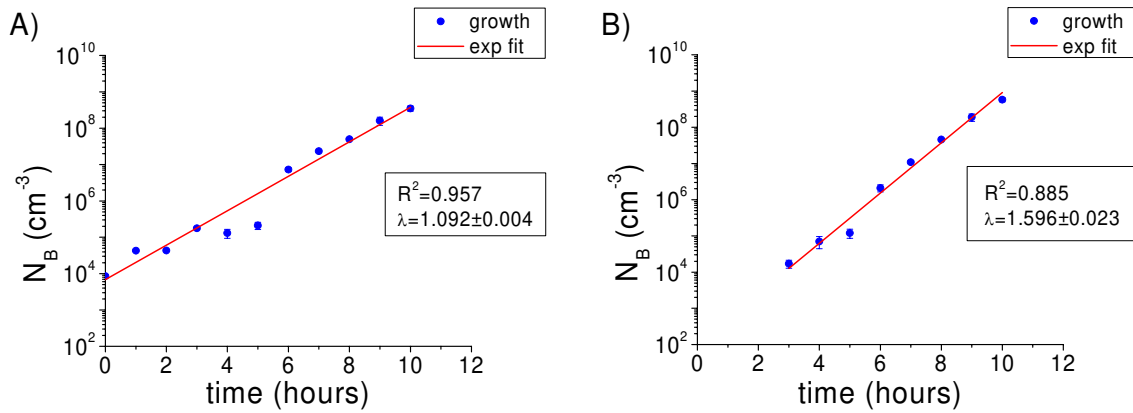 A)
growth
exp fit
10^10
10^8
10^6
10^4
10^2
N_B (cm^-3)
R^2=0.957
λ=1.092±0.004
0 2 4 6 8 10 12
time (hours)
B)
growth
exp fit
10^10
10^8
10^6
10^4
10^2
N_B (cm^-3)
R^2=0.885
λ=1.596±0.023
0 2 4 6 8 10 12
time (hours)